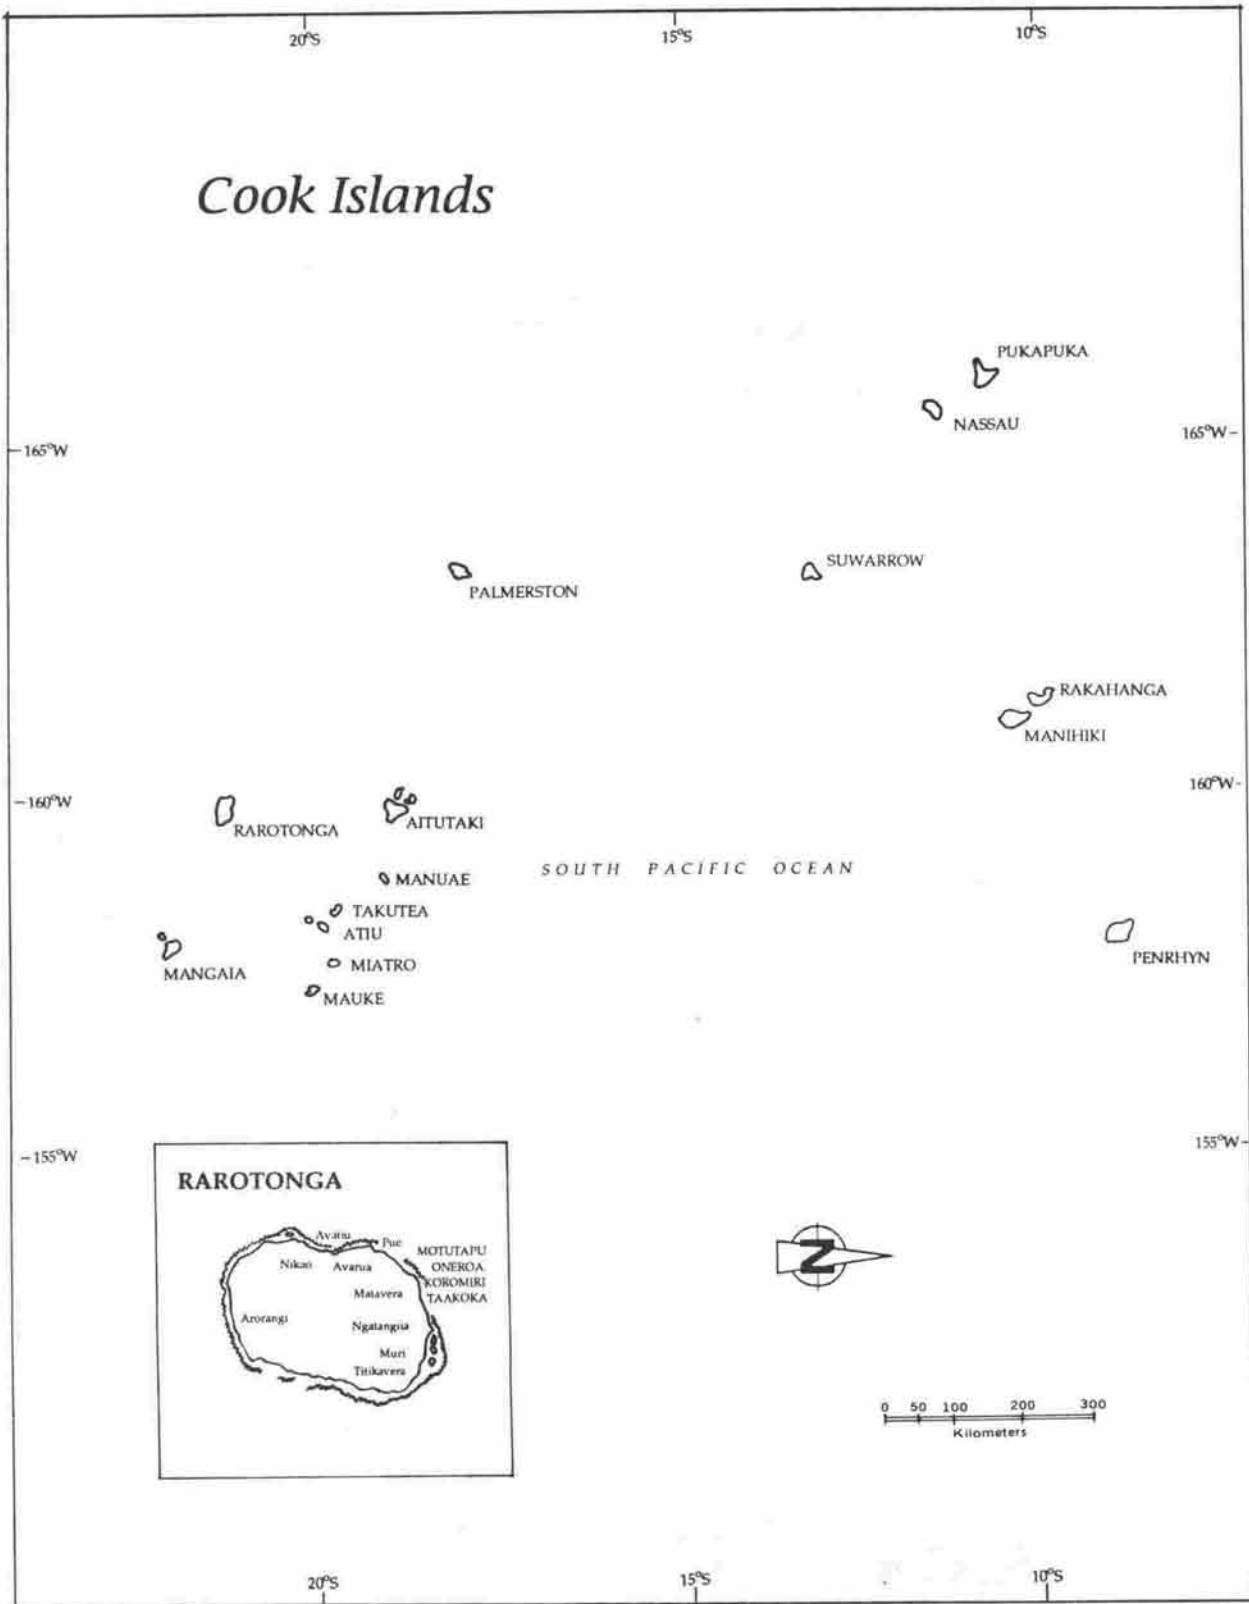 20°S 15°S 10°S
Cook Islands
PUKAPUKA
NASSAU
165°W 165°W
SUWARROW
PALMERSTON
RAKAHANGA
MANIHIKI
160°W 160°W
RAROTONGA
AITUTAKI
SOUTH PACIFIC OCEAN
MANUAE
TAKUTEA
ATIU
PENRHYN
MIATRO
MANGAIA
MAUKE
155°W 155°W
RAROTONGA
Avatiu
Pue
MOTUTAPU
Nikao Avarua
ONEROA
KOROMIRI
Matavera
TAAKOKA
Arorangi
Ngatangiia
Muri
Titikavera
N
0 50 100 200 300
Kilometers
20°S 15°S 10°S